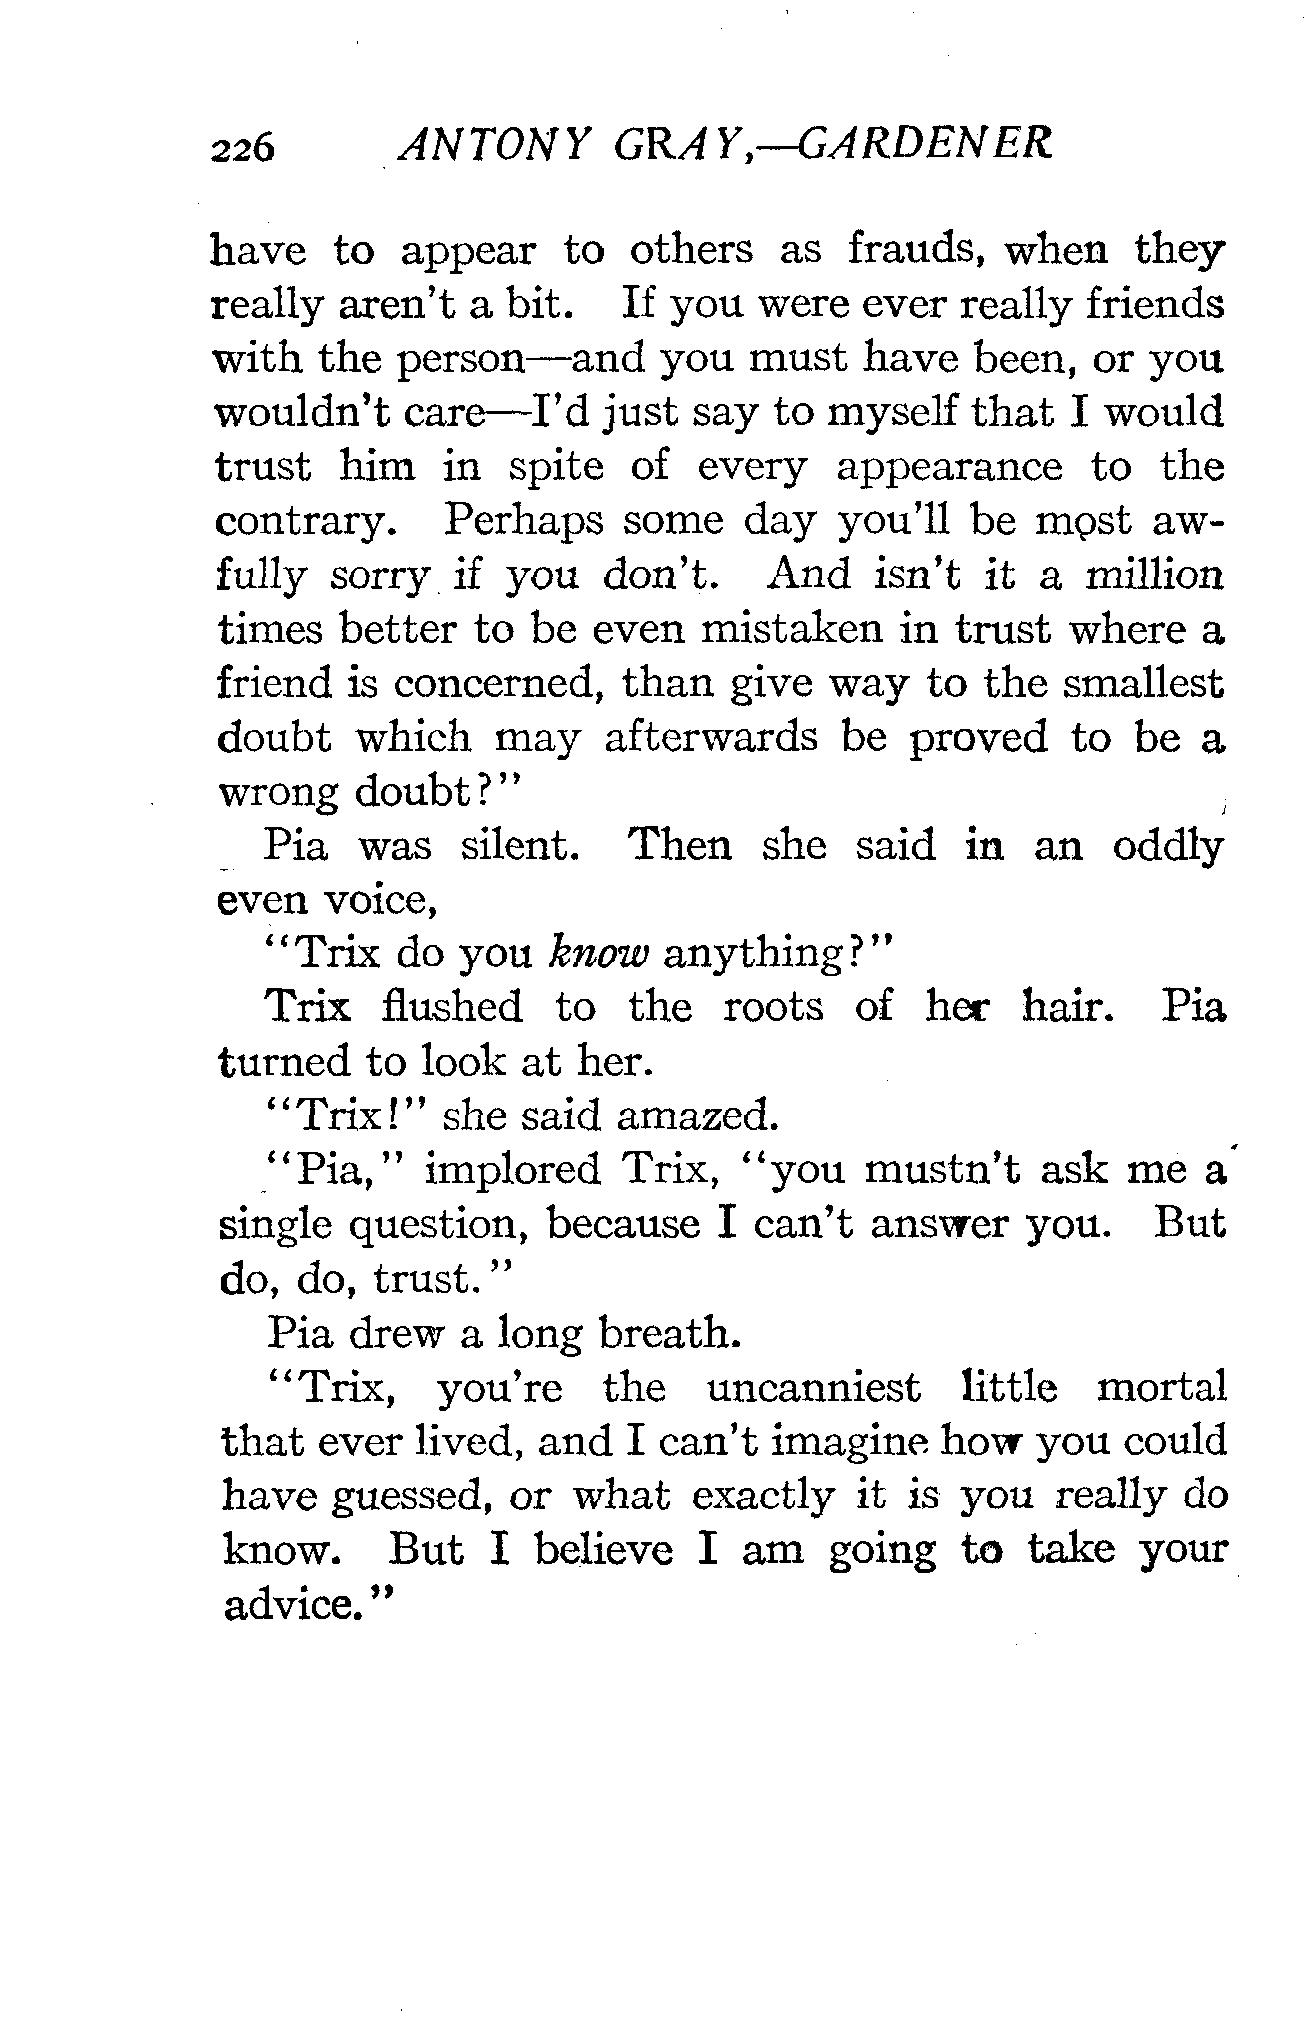 226 ANTONY GRAY,—GARDENER
have to appear to others as frauds, when they
really aren't a bit. If you were ever really friends
with the person—and you must have been, or you
wouldn't care—I'd just say to myself that I would
trust him in spite of every appearance to the
contrary. Perhaps some day you'll be most aw-
fully sorry if you don't. And isn't it a million
times better to be even mistaken in trust where a
friend is concerned, than give way to the smallest
doubt which may afterwards be proved to be a
wrong doubt?"
Pia was silent. Then she said in an oddly
even voice,
"Trix do you know anything?"
Trix flushed to the roots of her hair. Pia
turned to look at her.
"Trix!" she said amazed.
"Pia," implored Trix, "you mustn't ask me a
single question, because I can't answer you. But
do, do, trust."
Pia drew a long breath.
"Trix, you're the uncanniest little mortal
that ever lived, and I can't imagine how you could
have guessed, or what exactly it is you really do
know. But I believe I am going to take your
advice."